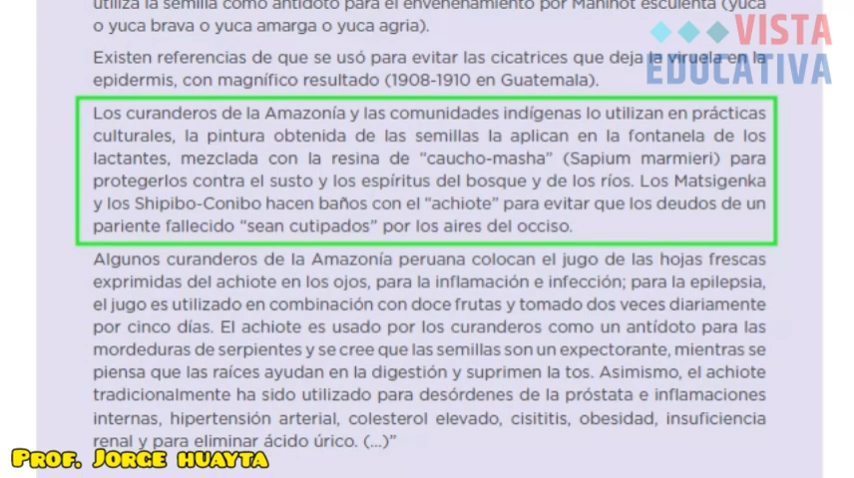 utiliza la semilla como antídoto para el envenenamiento por Manihot esculenta (yuca
o yuca brava o yuca amarga o yuca agria).
VISTA
EDUCATIVA
Existen referencias de que se usó para evitar las cicatrices que deja la viruela en la
epidermis, con magnífico resultado (1908-1910 en Guatemala).
Los curanderos de la Amazonía y las comunidades indígenas lo utilizan en prácticas
culturales, la pintura obtenida de las semillas la aplican en la fontanela de los
lactantes, mezclada con la resina de "caucho-masha" (Sapium marmieri) para
protegerlos contra el susto y los espíritus del bosque y de los ríos. Los Matsigenka
y los Shipibo-Conibo hacen baños con el "achiote" para evitar que los deudos de un
pariente fallecido "sean cutipados" por los aires del occiso.
Algunos curanderos de la Amazonía peruana colocan el jugo de las hojas frescas
exprimidas del achiote en los ojos, para la inflamación e infección; para la epilepsia,
el jugo es utilizado en combinación con doce frutas y tomado dos veces diariamente
por cinco días. El achiote es usado por los curanderos como un antídoto para las
mordeduras de serpientes y se cree que las semillas son un expectorante, mientras se
piensa que las raíces ayudan en la digestión y suprimen la tos. Asimismo, el achiote
tradicionalmente ha sido utilizado para desórdenes de la próstata e inflamaciones
internas, hipertensión arterial, colesterol elevado, cisititis, obesidad, insuficiencia
renal y para eliminar ácido úrico. (...)"
Prof. Jorge huayta